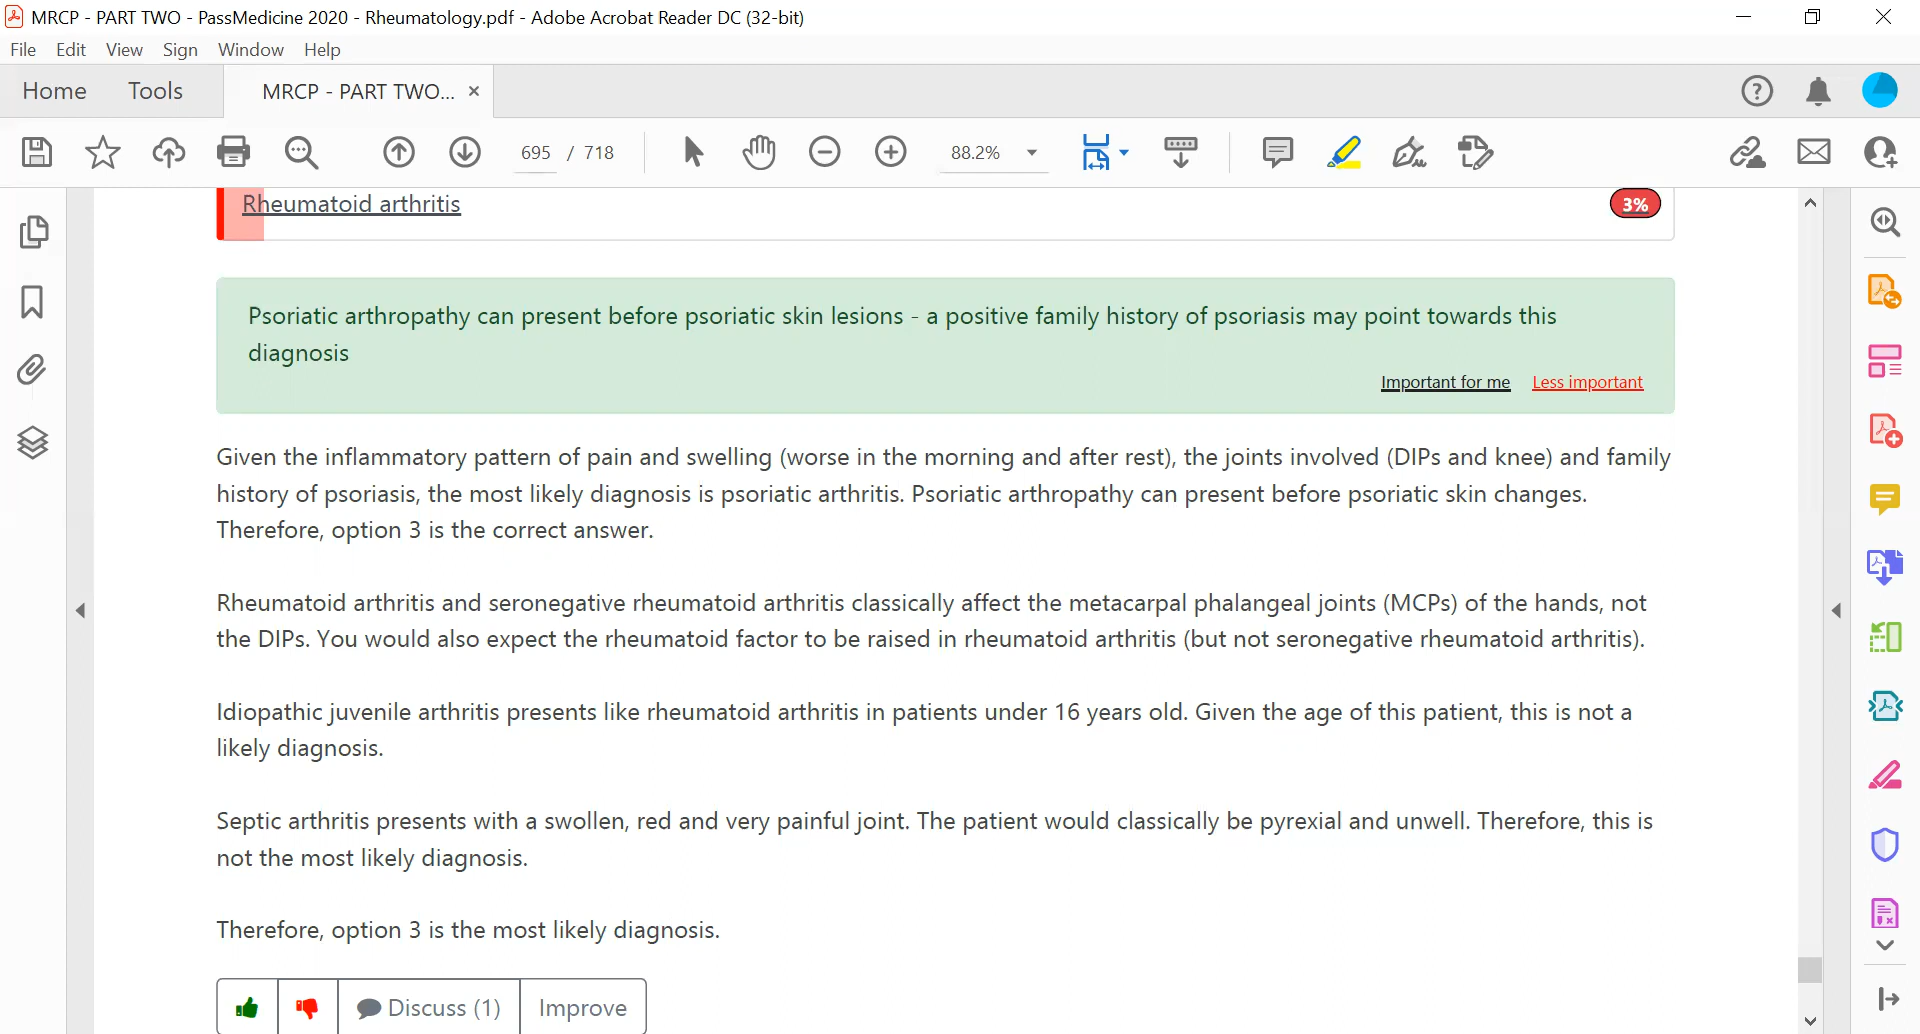 MRCP - PART TWO - PassMedicine 2020 - Rheumatology.pdf - Adobe Acrobat Reader DC (32-bit)
File Edit View Sign Window Help
Home Tools MRCP - PART TWO... ×
695 / 718 88.2%
Rheumatoid arthritis 3%
Psoriatic arthropathy can present before psoriatic skin lesions - a positive family history of psoriasis may point towards this
diagnosis
Important for me Less important
Given the inflammatory pattern of pain and swelling (worse in the morning and after rest), the joints involved (DIPs and knee) and family
history of psoriasis, the most likely diagnosis is psoriatic arthritis. Psoriatic arthropathy can present before psoriatic skin changes.
Therefore, option 3 is the correct answer.
Rheumatoid arthritis and seronegative rheumatoid arthritis classically affect the metacarpal phalangeal joints (MCPs) of the hands, not
the DIPs. You would also expect the rheumatoid factor to be raised in rheumatoid arthritis (but not seronegative rheumatoid arthritis).
Idiopathic juvenile arthritis presents like rheumatoid arthritis in patients under 16 years old. Given the age of this patient, this is not a
likely diagnosis.
Septic arthritis presents with a swollen, red and very painful joint. The patient would classically be pyrexial and unwell. Therefore, this is
not the most likely diagnosis.
Therefore, option 3 is the most likely diagnosis.
Discuss (1) Improve